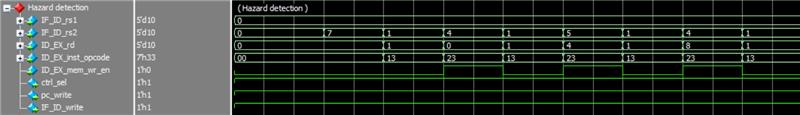 Hazard detection (Hazard detection )
IF_ID_rs1 5'd10 0
IF_ID_rs2 5'd10 0 7 1 4 1 5 1 4 1
ID_EX_rd 5'd10 0 1 0 1 4 1 8 1
ID_EX_inst_opcode 7'h33 00 13 23 13 23 13 23 13
ID_EX_mem_wr_en 1'h0
ctrl_sel 1'h1
pc_write 1'h1
IF_ID_write 1'h1